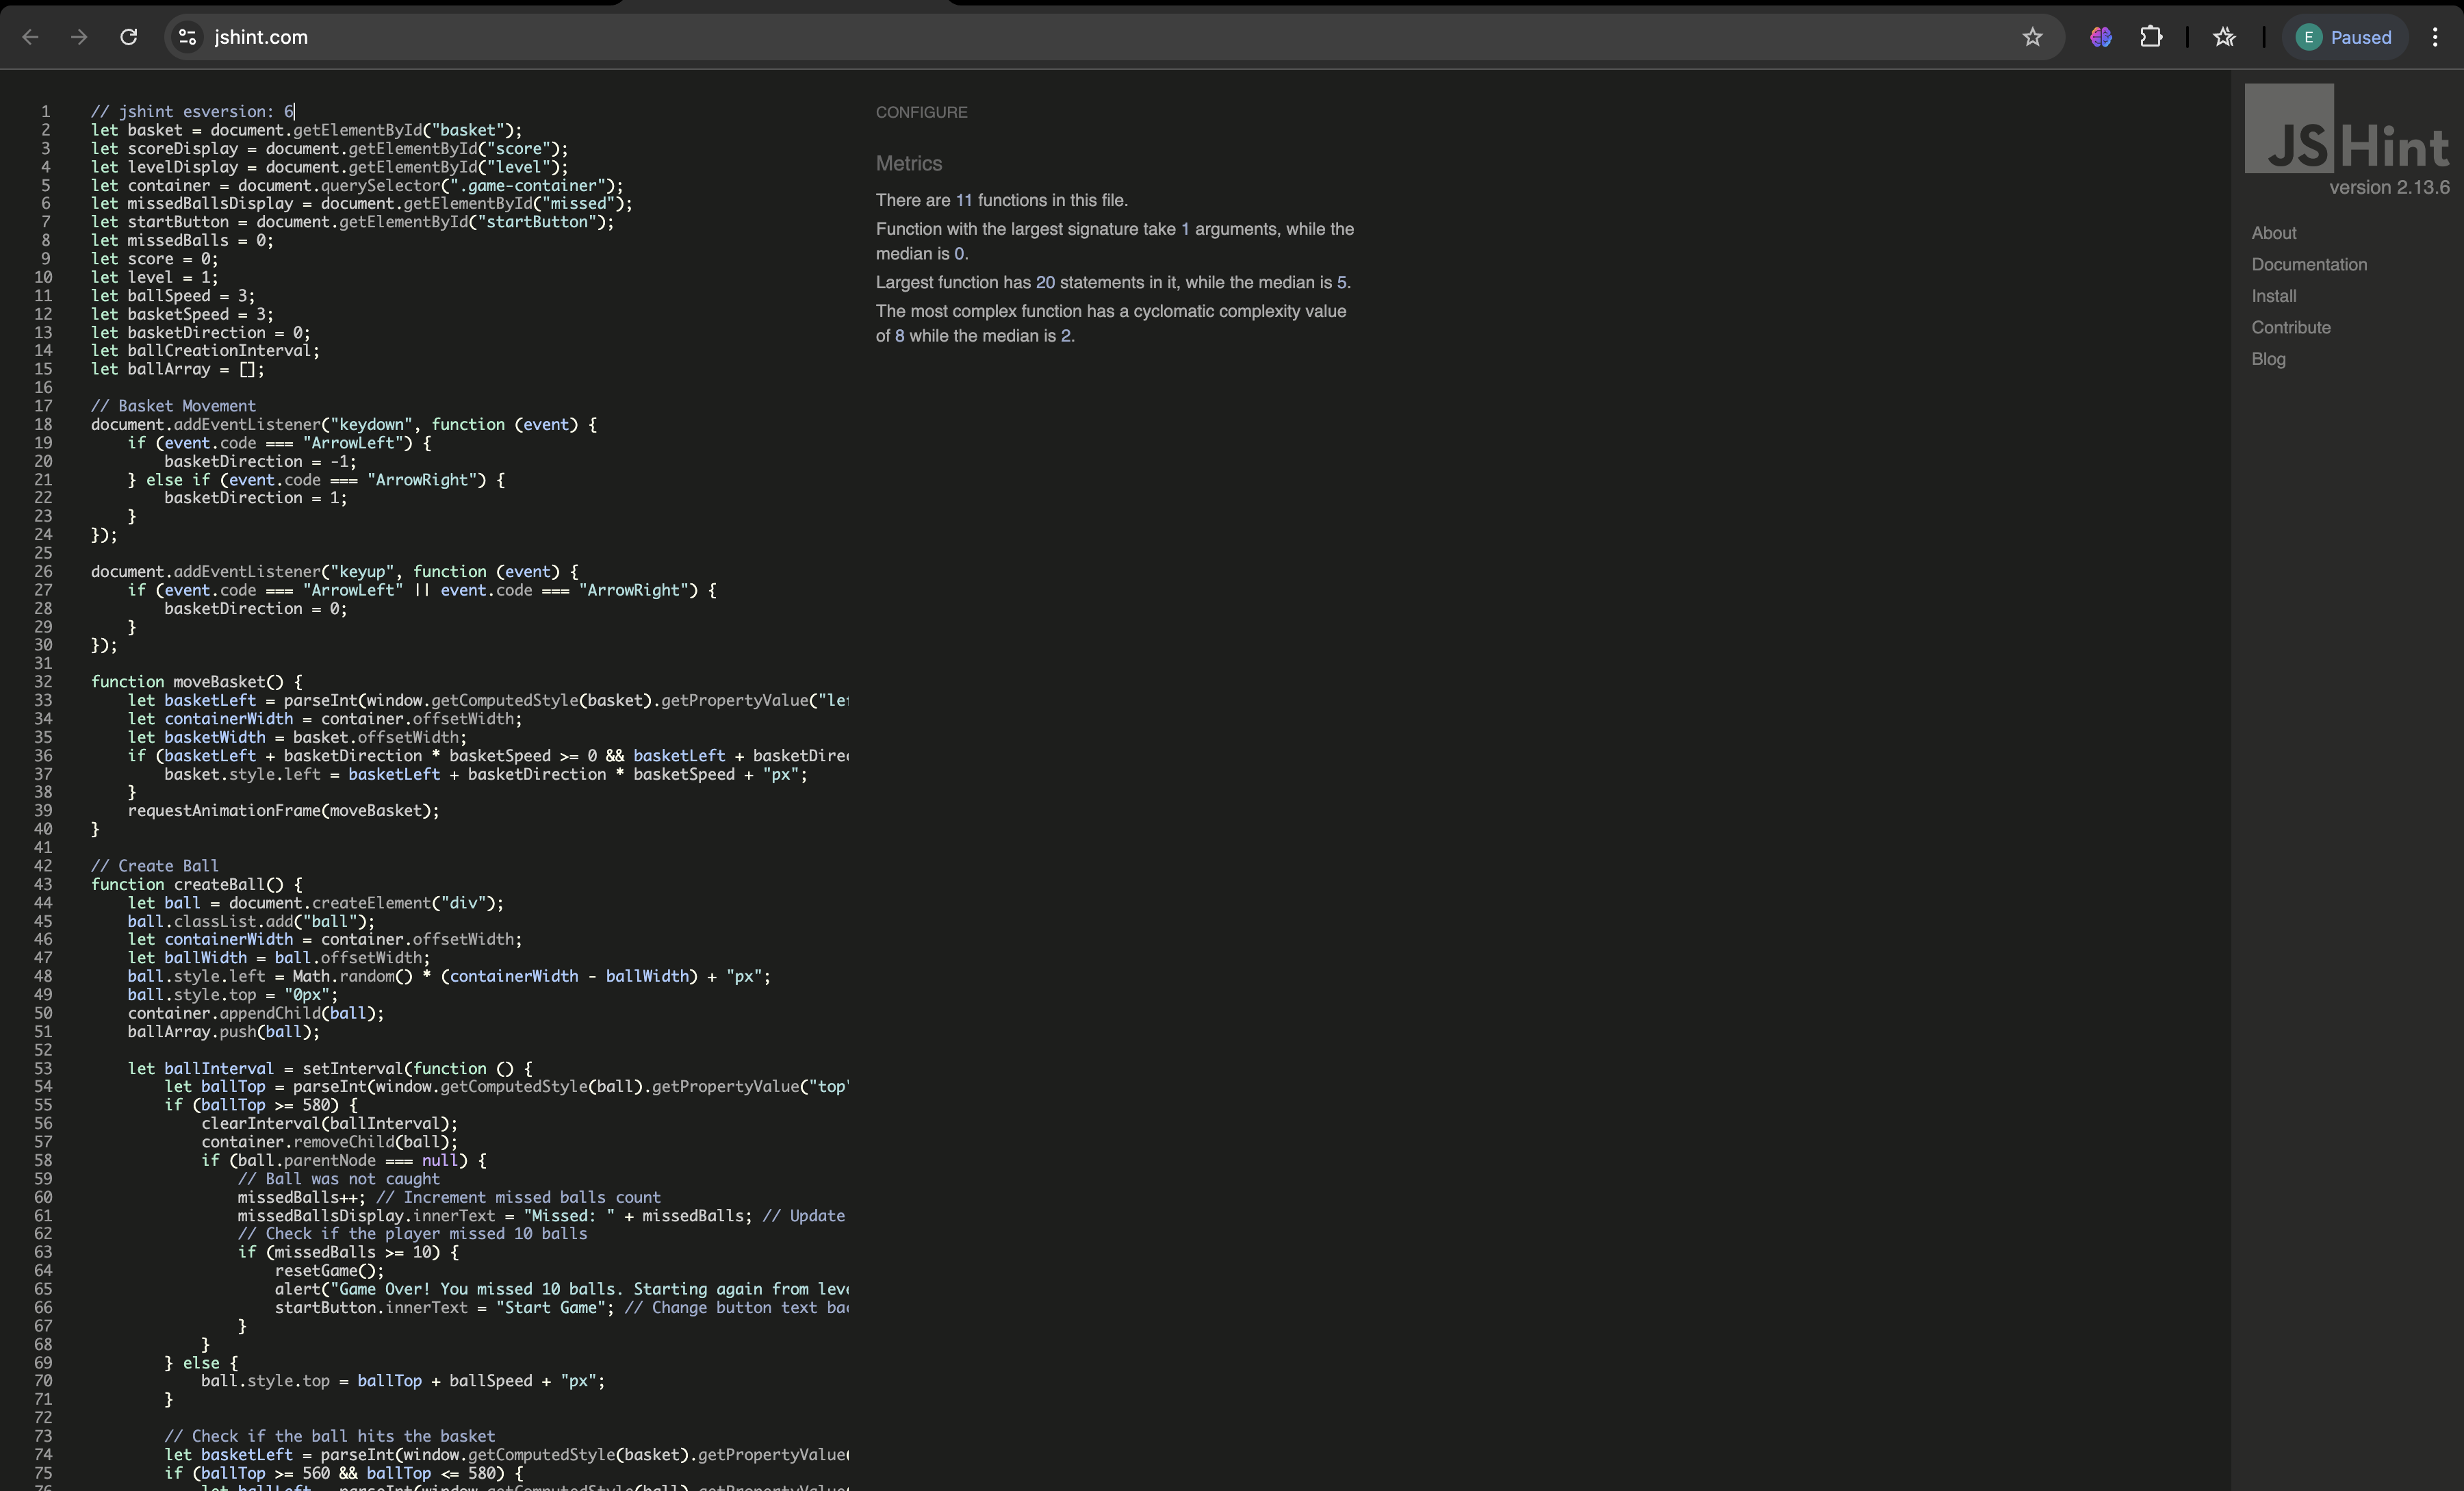 jshint.com
E Paused
1 // jshint esversion: 6
2 let basket = document.getElementById("basket");
3 let scoreDisplay = document.getElementById("score");
4 let levelDisplay = document.getElementById("level");
5 let container = document.querySelector(".game-container");
6 let missedBallsDisplay = document.getElementById("missed");
7 let startButton = document.getElementById("startButton");
8 let missedBalls = 0;
9 let score = 0;
10 let level = 1;
11 let ballSpeed = 3;
12 let basketSpeed = 3;
13 let basketDirection = 0;
14 let ballCreationInterval;
15 let ballArray = [];
16
17 // Basket Movement
18 document.addEventListener("keydown", function (event) {
19 if (event.code === "ArrowLeft") {
20 basketDirection = -1;
21 } else if (event.code === "ArrowRight") {
22 basketDirection = 1;
23 }
24 });
25
26 document.addEventListener("keyup", function (event) {
27 if (event.code === "ArrowLeft" || event.code === "ArrowRight") {
28 basketDirection = 0;
29 }
30 });
31
32 function moveBasket() {
33 let basketLeft = parseInt(window.getComputedStyle(basket).getPropertyValue("le
34 let containerWidth = container.offsetWidth;
35 let basketWidth = basket.offsetWidth;
36 if (basketLeft + basketDirection * basketSpeed >= 0 && basketLeft + basketDire
37 basket.style.left = basketLeft + basketDirection * basketSpeed + "px";
38 }
39 requestAnimationFrame(moveBasket);
40 }
41
42 // Create Ball
43 function createBall() {
44 let ball = document.createElement("div");
45 ball.classList.add("ball");
46 let containerWidth = container.offsetWidth;
47 let ballWidth = ball.offsetWidth;
48 ball.style.left = Math.random() * (containerWidth - ballWidth) + "px";
49 ball.style.top = "0px";
50 container.appendChild(ball);
51 ballArray.push(ball);
52
53 let ballInterval = setInterval(function () {
54 let ballTop = parseInt(window.getComputedStyle(ball).getPropertyValue("top"
55 if (ballTop >= 580) {
56 clearInterval(ballInterval);
57 container.removeChild(ball);
58 if (ball.parentNode === null) {
59 // Ball was not caught
60 missedBalls++; // Increment missed balls count
61 missedBallsDisplay.innerText = "Missed: " + missedBalls; // Update
62 // Check if the player missed 10 balls
63 if (missedBalls >= 10) {
64 resetGame();
65 alert("Game Over! You missed 10 balls. Starting again from leve
66 startButton.innerText = "Start Game"; // Change button text bac
67 }
68 }
69 } else {
70 ball.style.top = ballTop + ballSpeed + "px";
71 }
72
73 // Check if the ball hits the basket
74 let basketLeft = parseInt(window.getComputedStyle(basket).getPropertyValue(
75 if (ballTop >= 560 && ballTop <= 580) {
CONFIGURE
Metrics
There are 11 functions in this file.
Function with the largest signature take 1 arguments, while the
median is 0.
Largest function has 20 statements in it, while the median is 5.
The most complex function has a cyclomatic complexity value
of 8 while the median is 2.
JSHint
version 2.13.6
About
Documentation
Install
Contribute
Blog